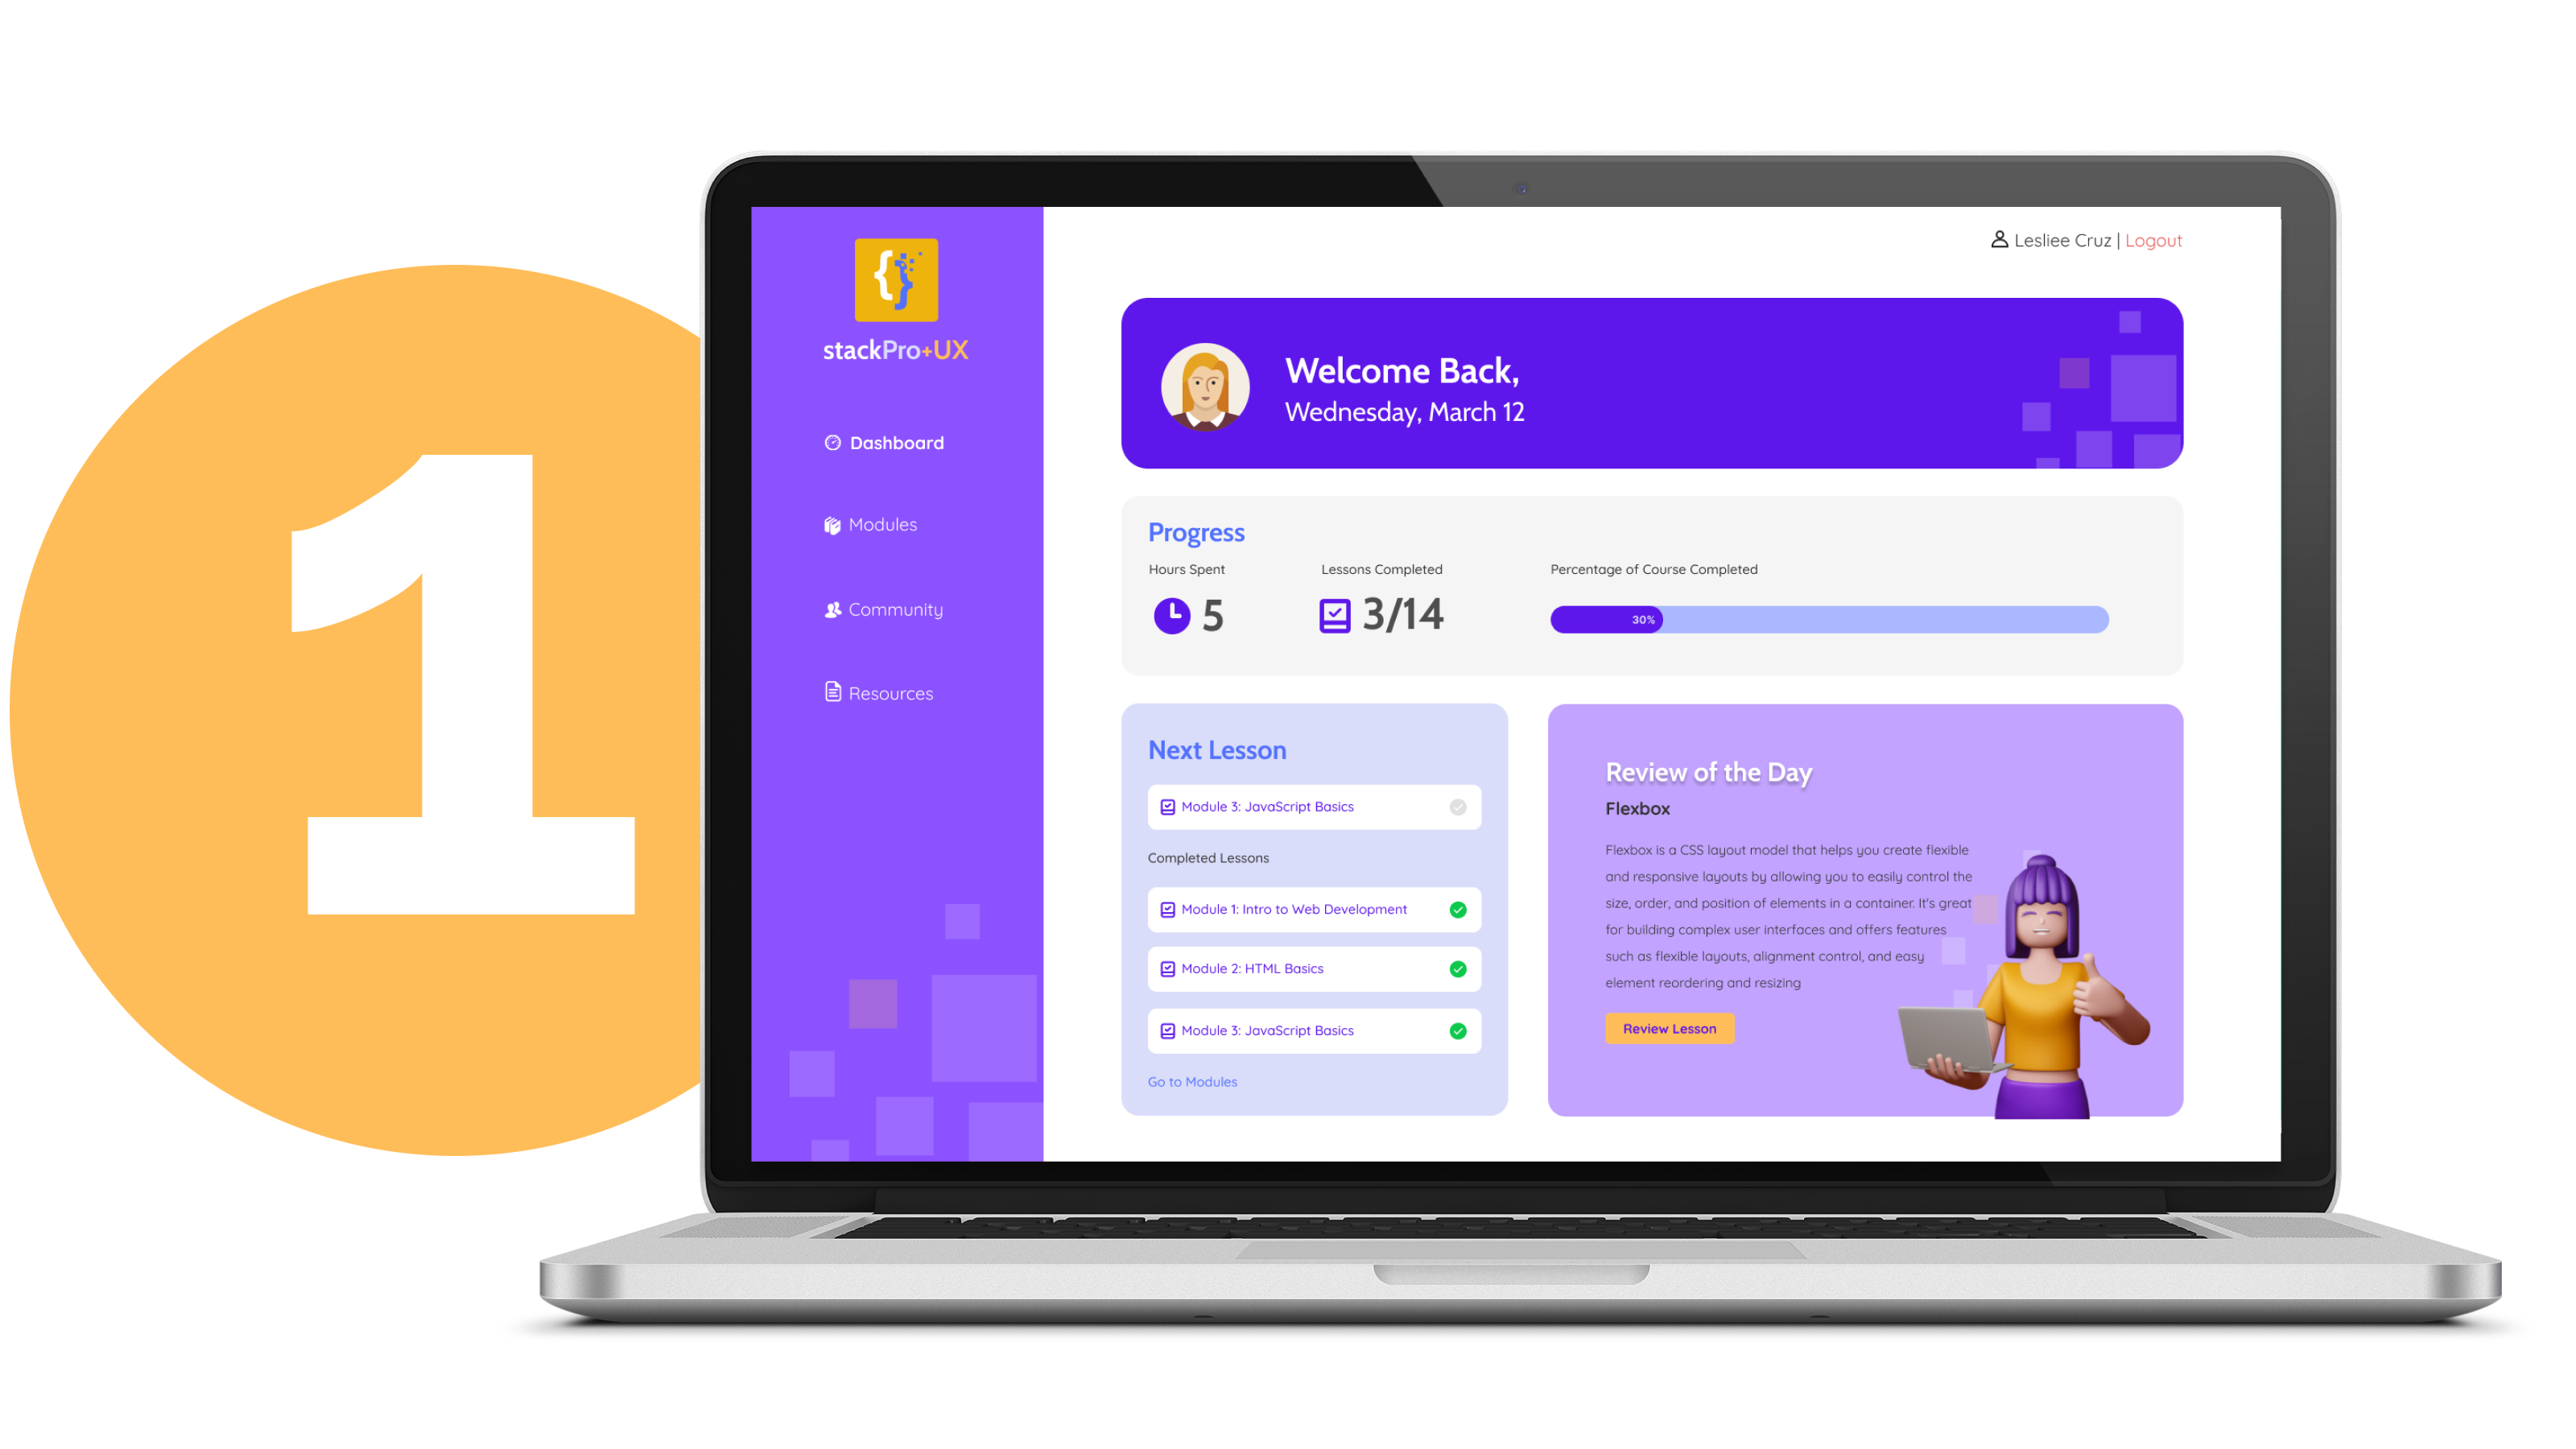 1
stackPro+UX
Dashboard
Modules
Community
Resources
Lesliee Cruz | Logout
Welcome Back,
Wednesday, March 12
Progress
Hours Spent
5
Lessons Completed
3/14
Percentage of Course Completed
30%
Next Lesson
Module 3: JavaScript Basics
Completed Lessons
Module 1: Intro to Web Development
Module 2: HTML Basics
Module 3: JavaScript Basics
Go to Modules
Review of the Day
Flexbox
Flexbox is a CSS layout model that helps you create flexible
and responsive layouts by allowing you to easily control the
size, order, and position of elements in a container. It's great
for building complex user interfaces and offers features
such as flexible layouts, alignment control, and easy
element reordering and resizing
Review Lesson